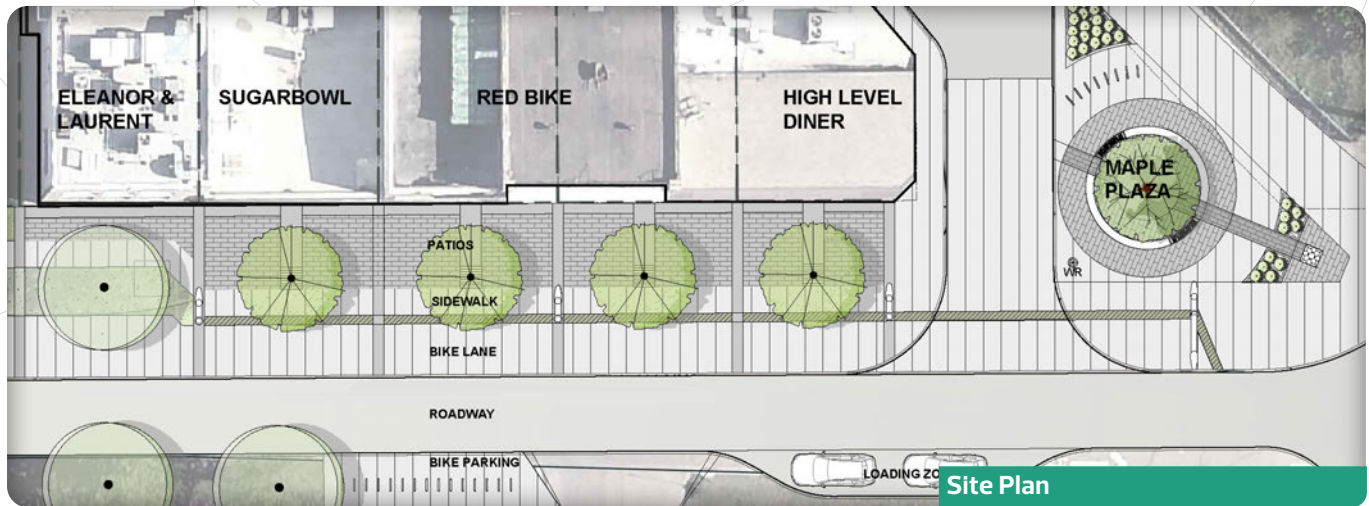 ELEANOR &
LAURENT
SUGARBOWL
RED BIKE
HIGH LEVEL
DINER
MAPLE
PLAZA
PATIOS
WR
SIDEWALK
BIKE LANE
ROADWAY
BIKE PARKING
LOADING
Site Plan